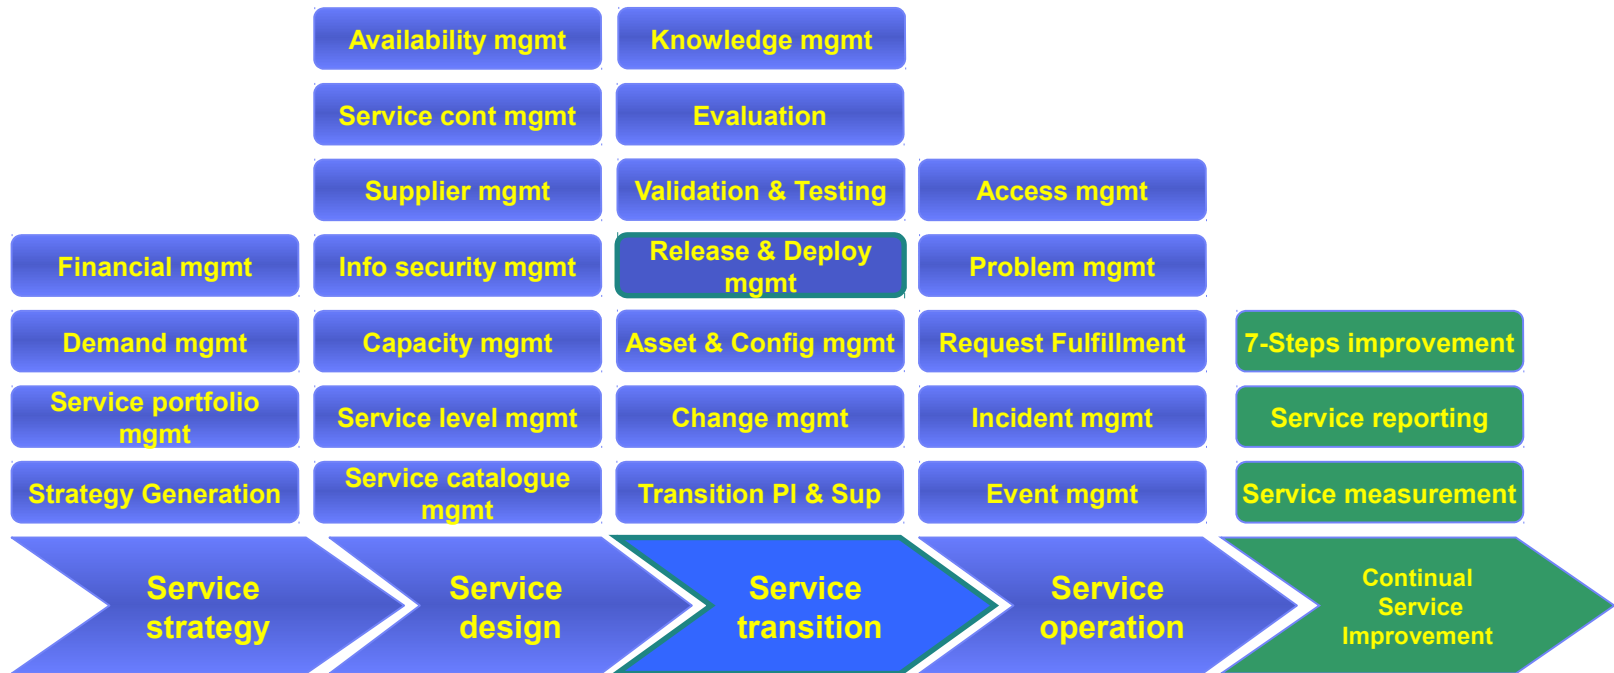 Availability mgmt
Knowledge mgmt
Service cont mgmt
Evaluation
Supplier mgmt
Validation & Testing
Access mgmt
Financial mgmt
Info security mgmt
Release & Deploy
mgmt
Problem mgmt
Demand mgmt
Capacity mgmt
Asset & Config mgmt
Request Fulfillment
7-Steps improvement
Service portfolio
mgmt
Service level mgmt
Change mgmt
Incident mgmt
Service reporting
Strategy Generation
Service catalogue
mgmt
Transition Pl & Sup
Event mgmt
Service measurement
Service
strategy
Service
design
Service
transition
Service
operation
Continual
Service
Improvement